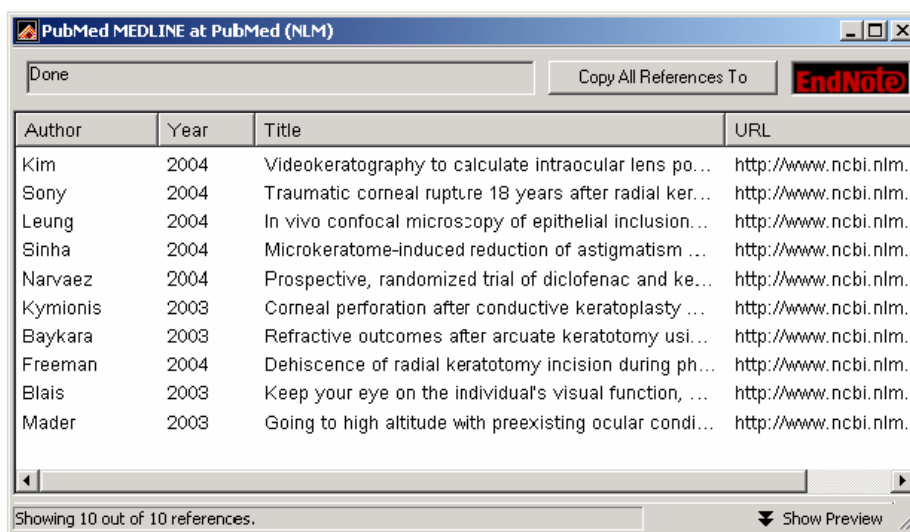 PubMed MEDLINE at PubMed (NLM)
Done Copy All References To EndNote
Author Year Title URL
Kim 2004 Videokeratography to calculate intraocular lens po... http://www.ncbi.nlm.
Sony 2004 Traumatic corneal rupture 18 years after radial ker... http://www.ncbi.nlm.
Leung 2004 In vivo confocal microscopy of epithelial inclusion... http://www.ncbi.nlm.
Sinha 2004 Microkeratome-induced reduction of astigmatism ... http://www.ncbi.nlm.
Narvaez 2004 Prospective, randomized trial of diclofenac and ke... http://www.ncbi.nlm.
Kymionis 2003 Corneal perforation after conductive keratoplasty ... http://www.ncbi.nlm.
Baykara 2003 Refractive outcomes after arcuate keratotomy usi... http://www.ncbi.nlm.
Freeman 2004 Dehiscence of radial keratotomy incision during ph... http://www.ncbi.nlm.
Blais 2003 Keep your eye on the individual's visual function, ... http://www.ncbi.nlm.
Mader 2003 Going to high altitude with preexisting ocular condi... http://www.ncbi.nlm.
Showing 10 out of 10 references. Show Preview